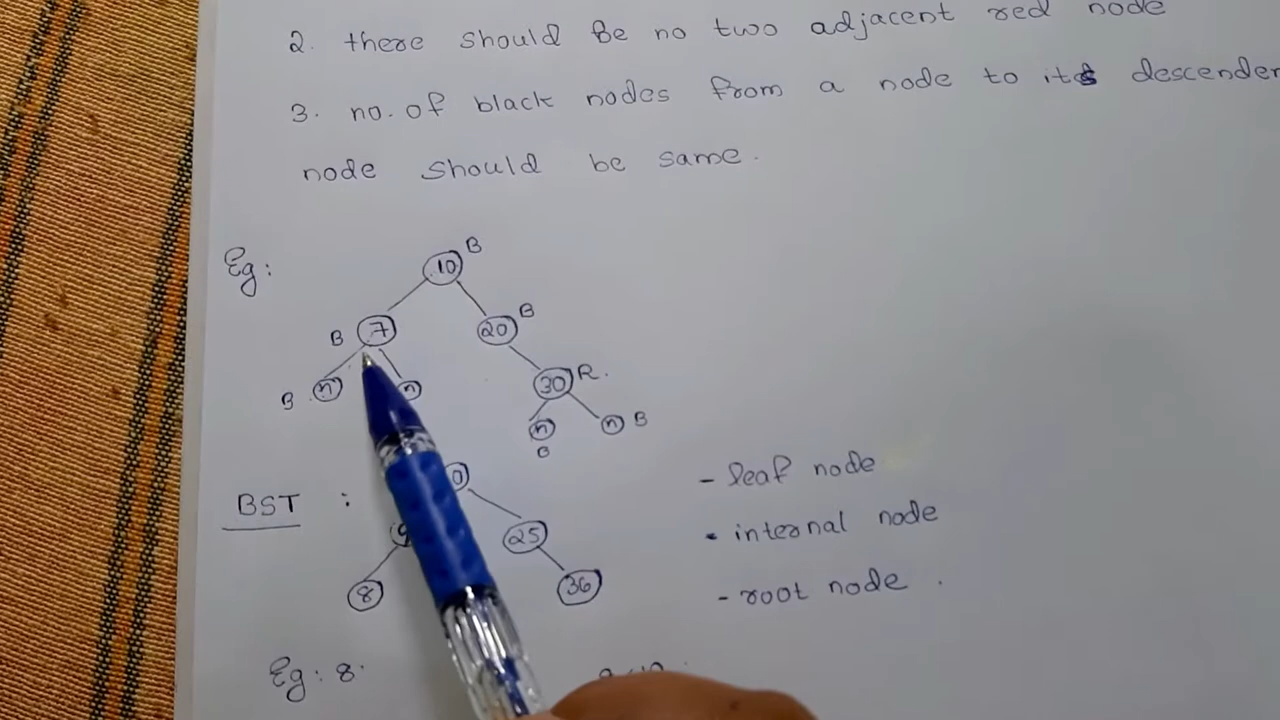 2. there should be no two adjacent red node
3. no. of black nodes from a node to its descender
node should be same.
Eg:
10 B
B 7 20 B
B n n 30 R.
n n B
B
BST :
25
8 36
- leaf node
- internal node
- root node .
Eg: 8.